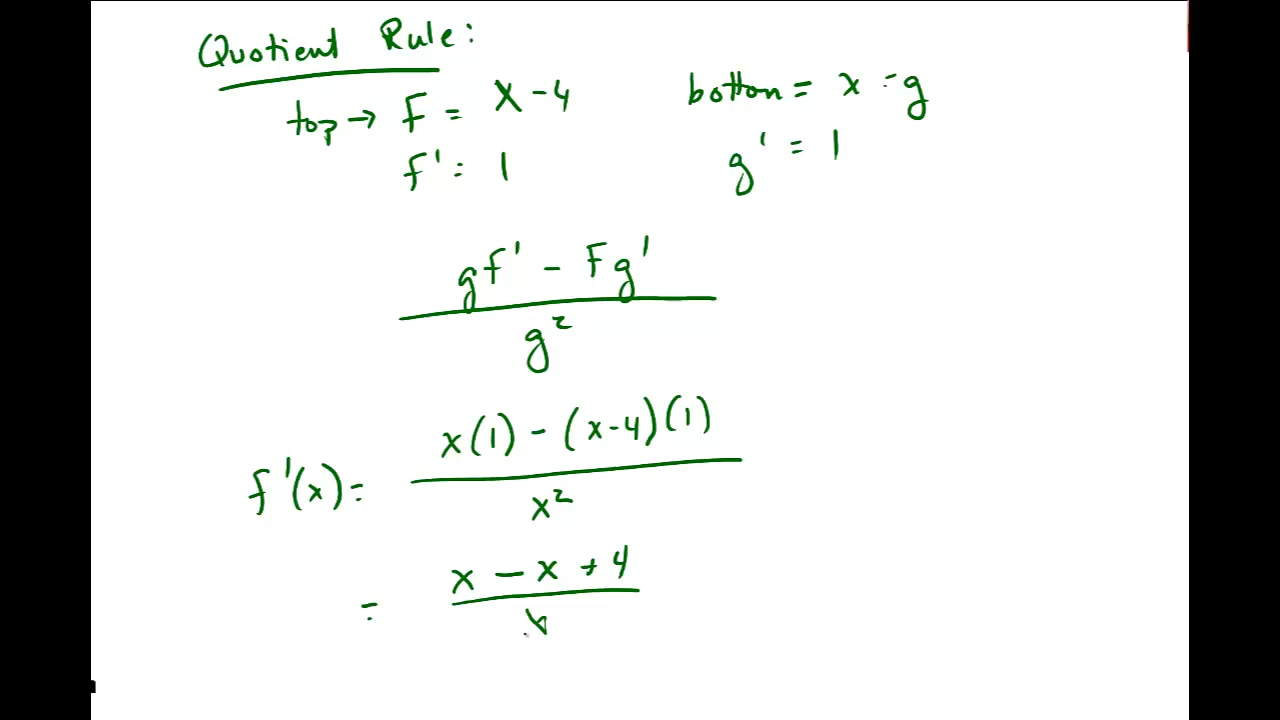 Quotient Rule:
top → F = x - 4 bottom = x = g
f' = 1 g' = 1
gf' - Fg'
g²
x(1) - (x-4)(1)
f'(x) =
x²
x - x + 4
=
x